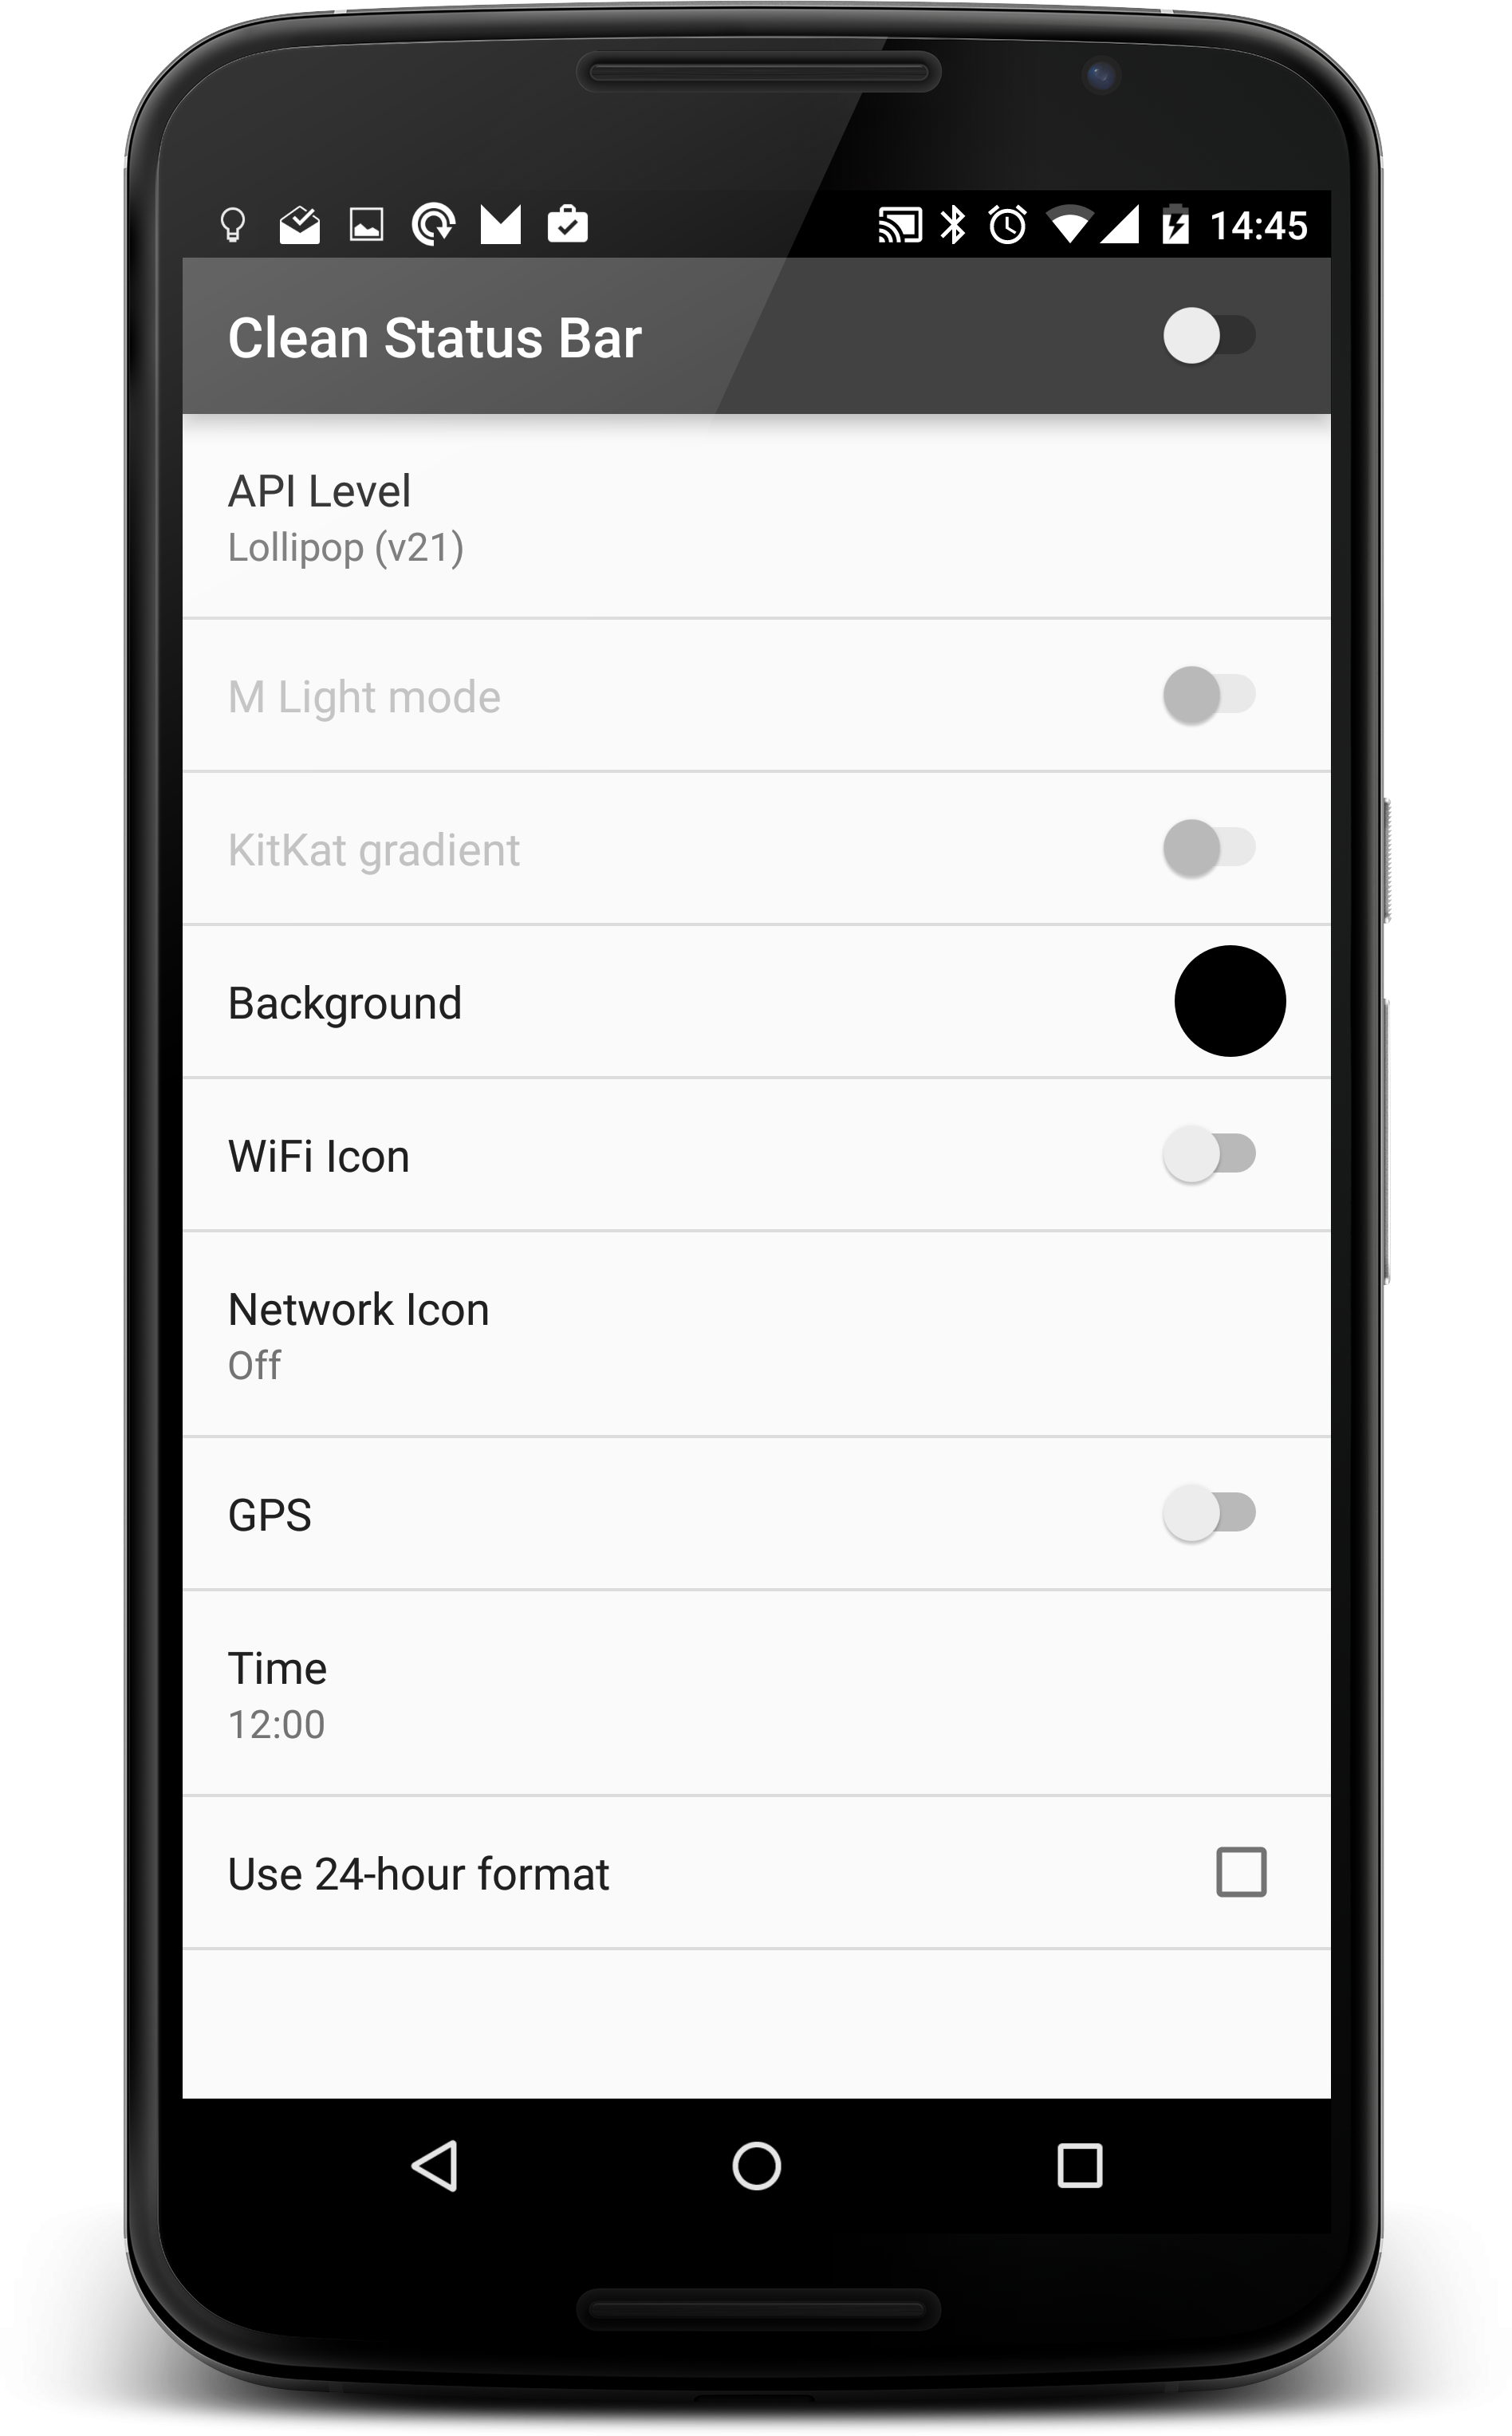 14:45
Clean Status Bar
API Level
Lollipop (v21)
M Light mode
KitKat gradient
Background
WiFi Icon
Network Icon
Off
GPS
Time
12:00
Use 24-hour format